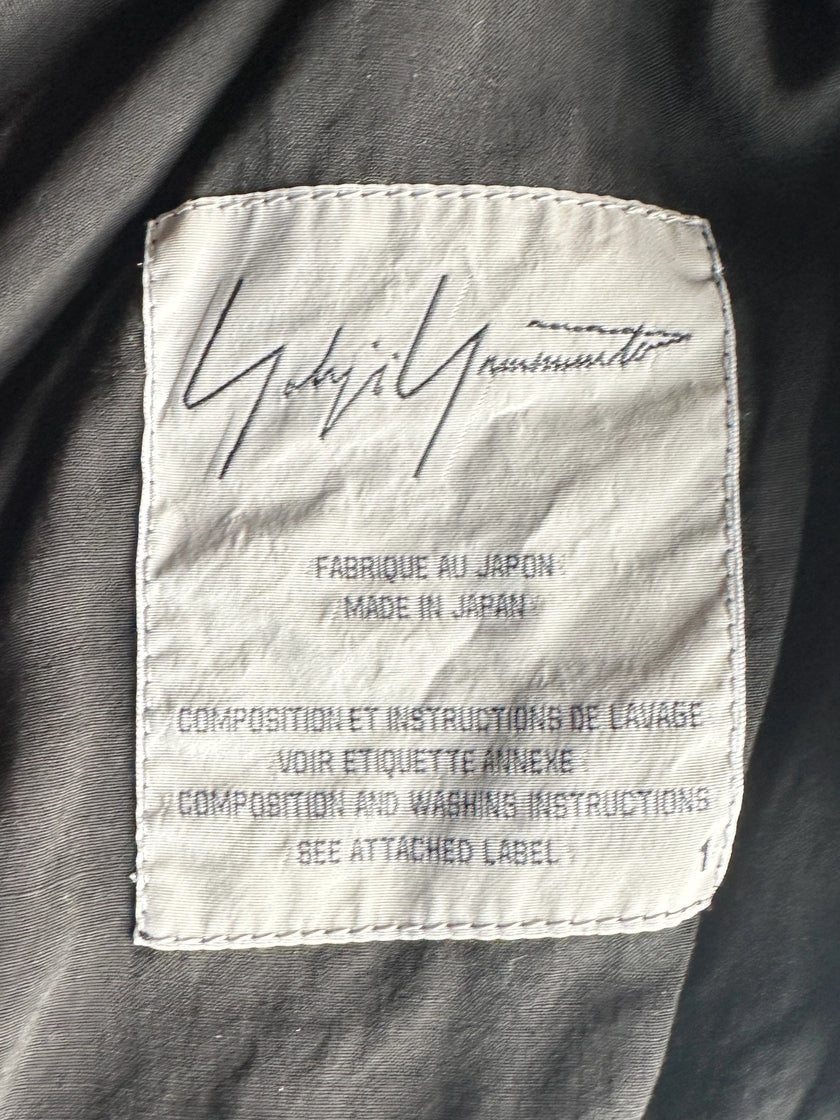 Yohji Yamamoto
FABRIQUE AU JAPON
MADE IN JAPAN
COMPOSITION ET INSTRUCTIONS DE LAVAGE
VOIR ETIQUETTE ANNEXE
COMPOSITION AND WASHING INSTRUCTIONS
SEE ATTACHED LABEL